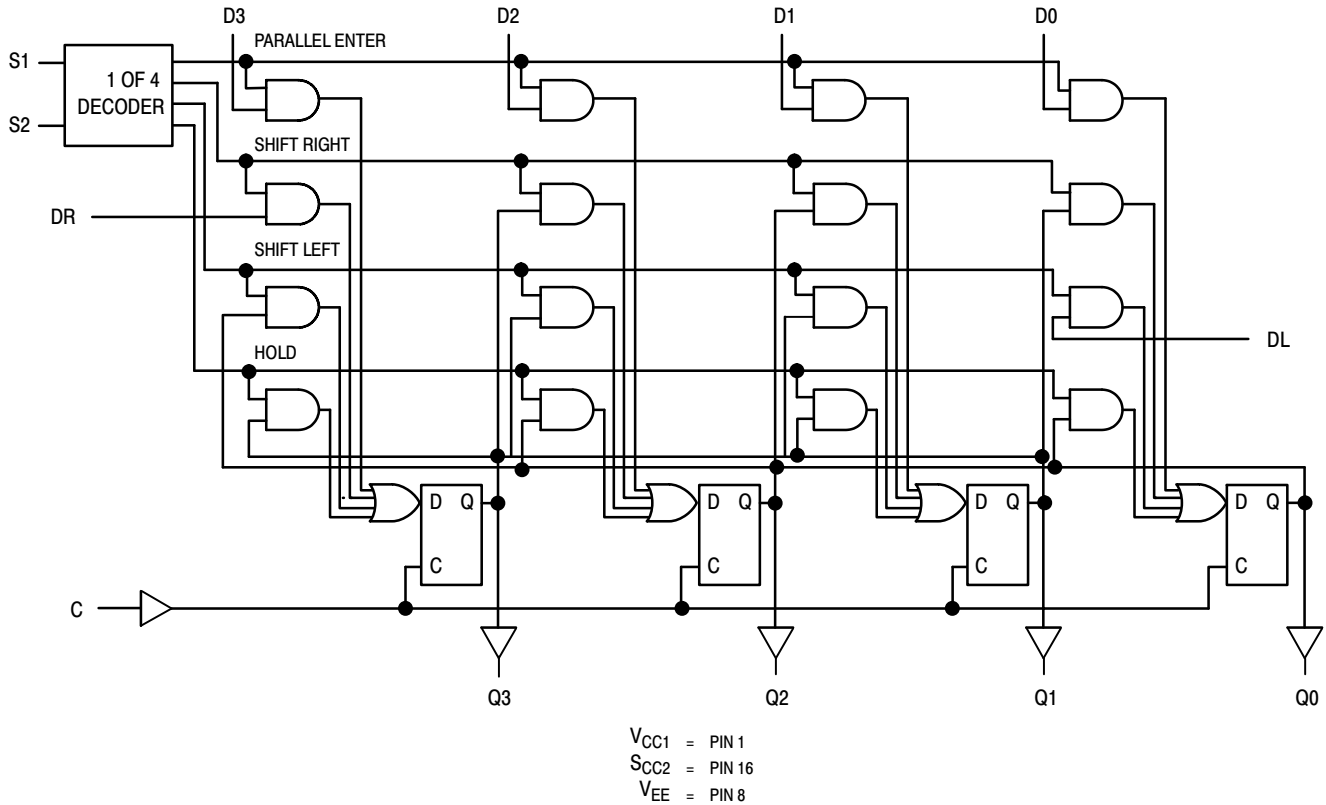 D3
D2
D1
D0
PARALLEL ENTER
S1
1 OF 4
DECODER
S2
SHIFT RIGHT
DR
SHIFT LEFT
DL
HOLD
D Q
D Q
D Q
D Q
C
C
C
C
C
Q3
Q2
Q1
Q0
VCC1 = PIN 1
SCC2 = PIN 16
VEE = PIN 8